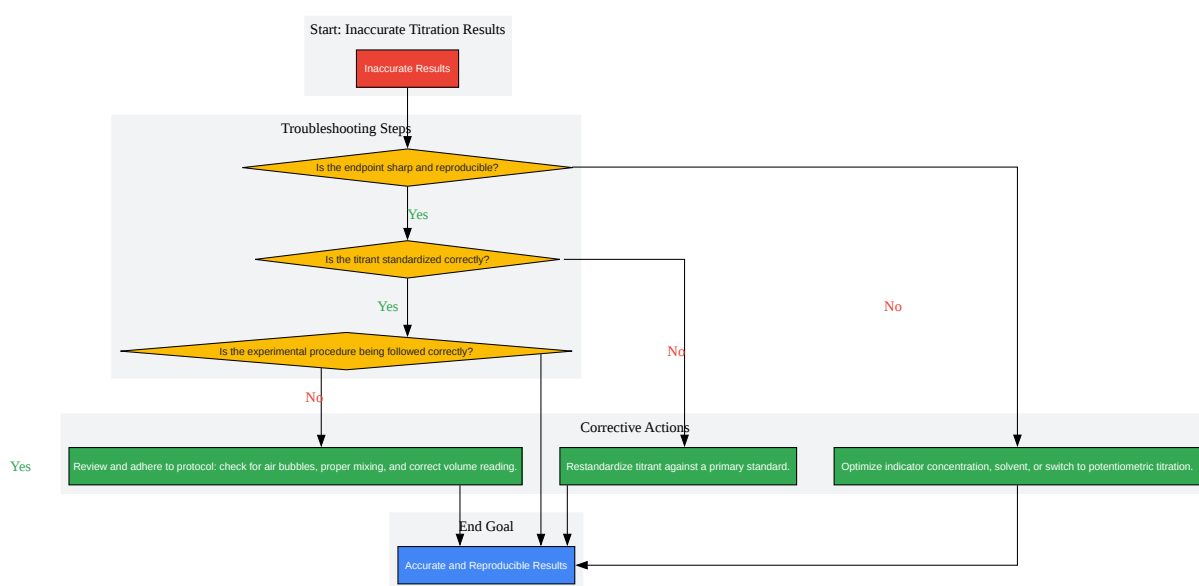 Start: Inaccurate Titration Results
Inaccurate Results
Troubleshooting Steps
Is the endpoint sharp and reproducible?
Yes
Is the titrant standardized correctly?
Yes
No
Is the experimental procedure being followed correctly?
No
No
Corrective Actions
Yes
Review and adhere to protocol: check for air bubbles, proper mixing, and correct volume reading.
Restandardize titrant against a primary standard.
Optimize indicator concentration, solvent, or switch to potentiometric titration.
End Goal
Accurate and Reproducible Results